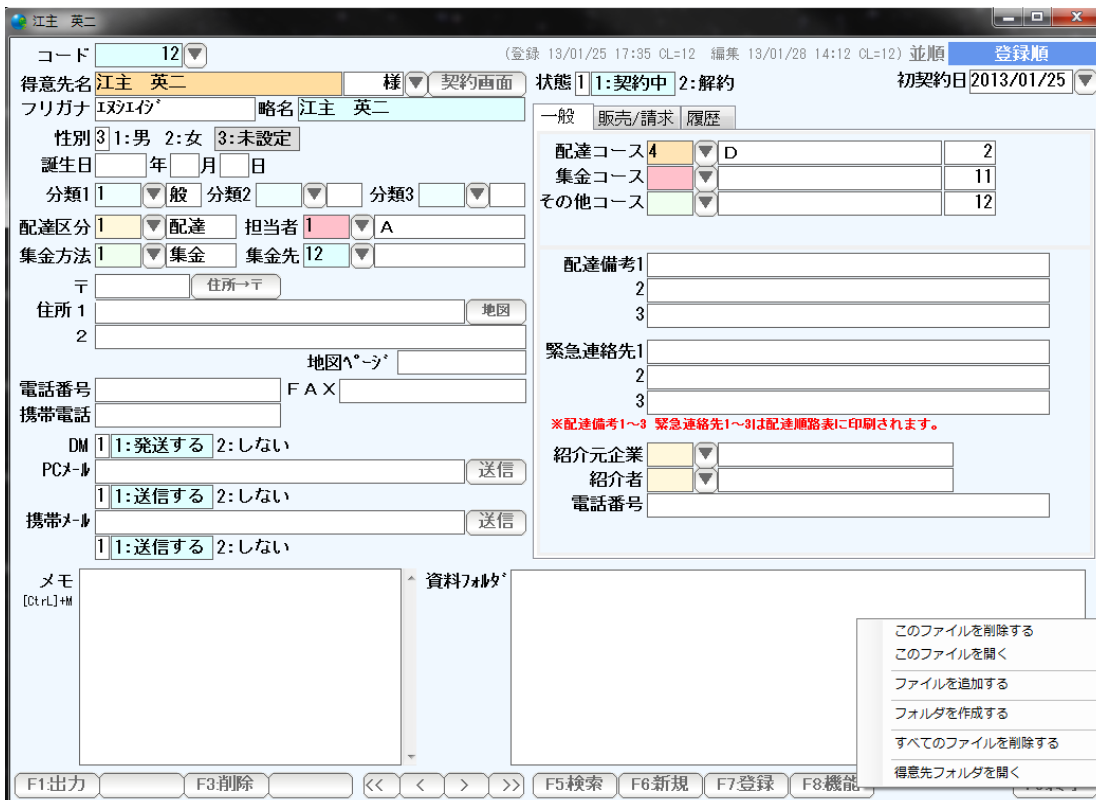 江主　英二
コード 12 (登録 13/01/25 17:35 CL=12 編集 13/01/28 14:12 CL=12) 並順 登録順
得意先名 江主　英二 様 契約画面 状態 1 1:契約中 2:解約 初契約日 2013/01/25
フリガナ ｴﾇｼｴｲｼﾞ 略名 江主　英二
一般 販売/請求 履歴
性別 3 1:男 2:女 3:未設定
誕生日 年 月 日
分類1 1 般 分類2 分類3
配達区分 1 配達 担当者 1 A
集金方法 1 集金 集金先 12
〒 住所→〒
住所 1 地図
2
地図ﾍﾟｰｼﾞ
電話番号 ＦＡＸ
携帯電話
DM 1 1:発送する 2:しない
PCﾒｰﾙ 送信
1 1:送信する 2:しない
携帯ﾒｰﾙ 送信
1 1:送信する 2:しない
配達コース 4 D 2
集金コース 11
その他コース 12
配達備考1
2
3
緊急連絡先1
2
3
※配達備考1～3 緊急連絡先1～3は配達順路表に印刷されます。
紹介元企業
紹介者
電話番号
メモ
[CtrL]+M
資料ﾌｫﾙﾀﾞ
このファイルを削除する
このファイルを開く
ファイルを追加する
フォルダを作成する
すべてのファイルを削除する
得意先フォルダを開く
F1:出力 F3:削除 << < > >> F5:検索 F6:新規 F7:登録 F8:機能